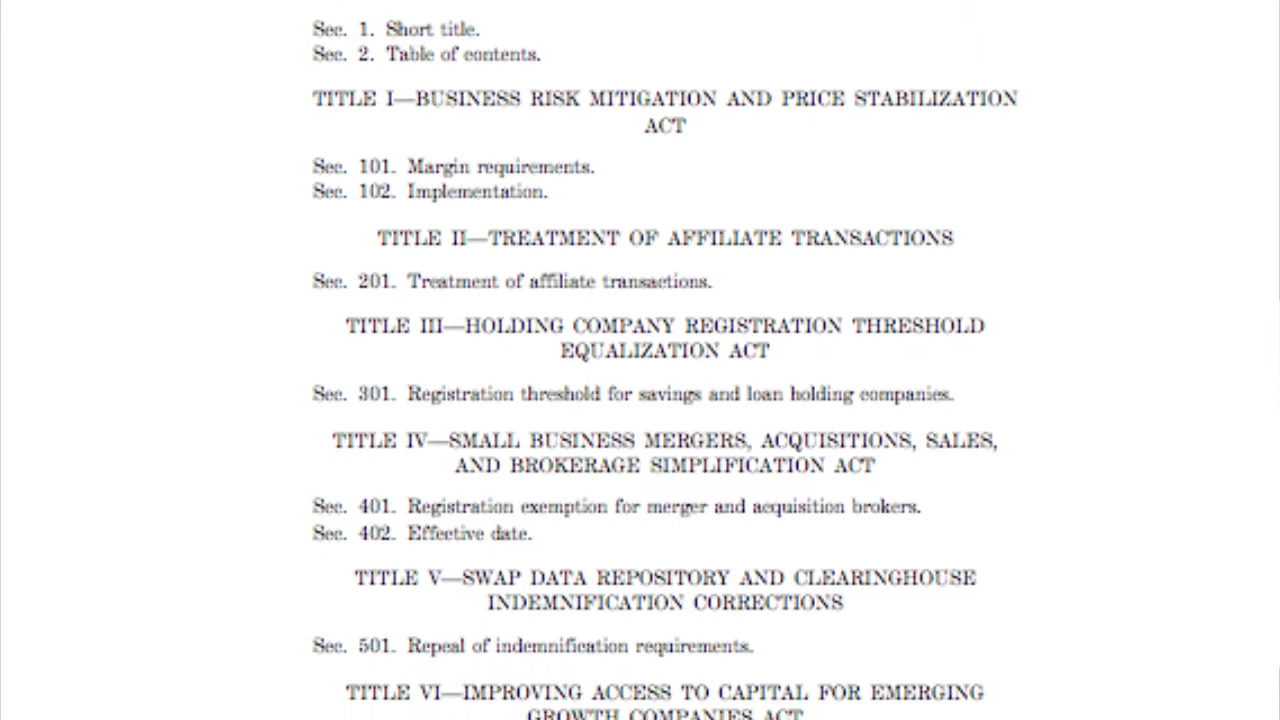 Sec. 1. Short title.
Sec. 2. Table of contents.
TITLE I—BUSINESS RISK MITIGATION AND PRICE STABILIZATION
ACT
Sec. 101. Margin requirements.
Sec. 102. Implementation.
TITLE II—TREATMENT OF AFFILIATE TRANSACTIONS
Sec. 201. Treatment of affiliate transactions.
TITLE III—HOLDING COMPANY REGISTRATION THRESHOLD
EQUALIZATION ACT
Sec. 301. Registration threshold for savings and loan holding companies.
TITLE IV—SMALL BUSINESS MERGERS, ACQUISITIONS, SALES,
AND BROKERAGE SIMPLIFICATION ACT
Sec. 401. Registration exemption for merger and acquisition brokers.
Sec. 402. Effective date.
TITLE V—SWAP DATA REPOSITORY AND CLEARINGHOUSE
INDEMNIFICATION CORRECTIONS
Sec. 501. Repeal of indemnification requirements.
TITLE VI—IMPROVING ACCESS TO CAPITAL FOR EMERGING
GROWTH COMPANIES ACT